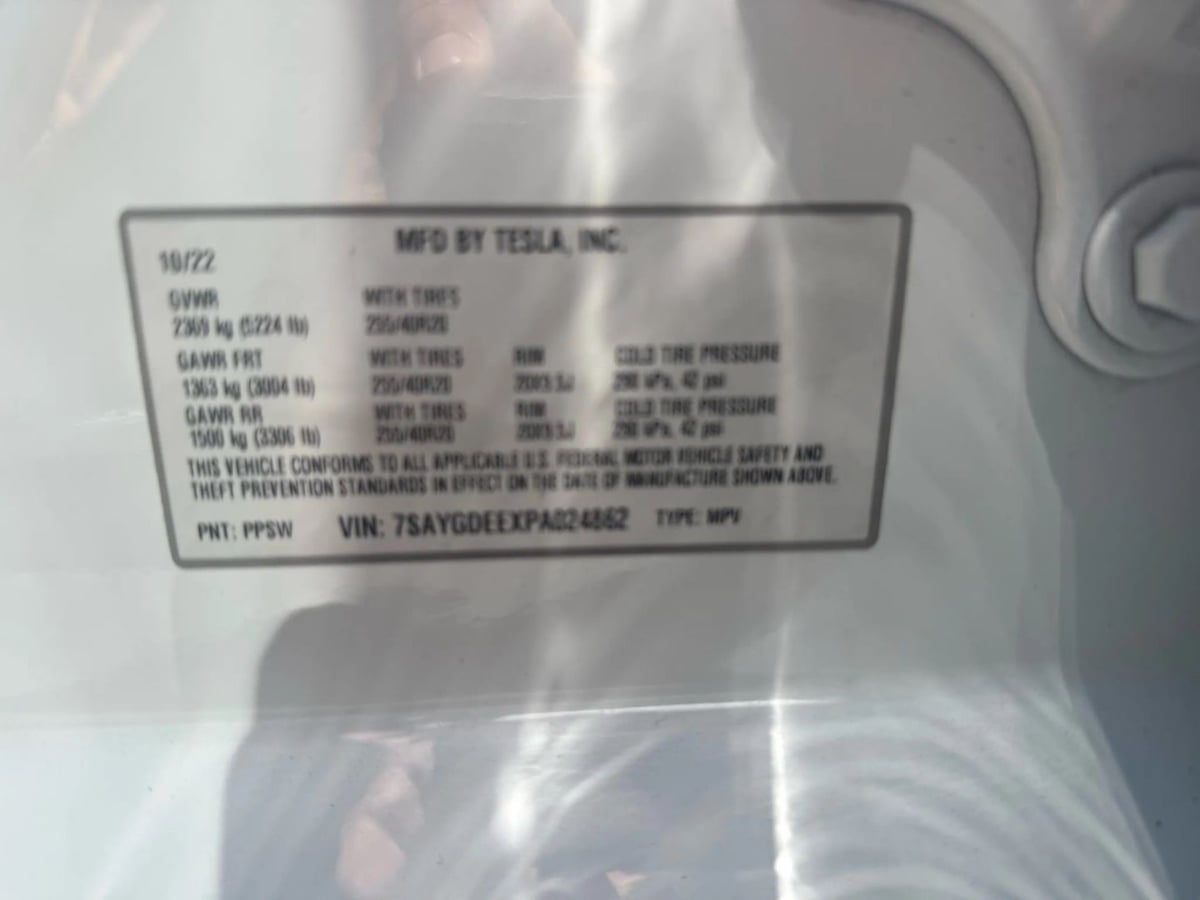 MFD BY TESLA, INC.
10/22
GVWR WITH TIRES
2369 kg (5224 lb) 255/40R20
GAWR FRT WITH TIRES RIM COLD TIRE PRESSURE
1363 kg (3004 lb) 255/40R20 290 kPa, 42 psi
GAWR RR WITH TIRES RIM COLD TIRE PRESSURE
1500 kg (3306 lb) 255/40R20 290 kPa, 42 psi
THIS VEHICLE CONFORMS TO ALL APPLICABLE U.S. FEDERAL MOTOR VEHICLE SAFETY AND
THEFT PREVENTION STANDARDS IN EFFECT ON THE DATE OF MANUFACTURE SHOWN ABOVE.
PNT: PPSW VIN: TYPE: MPV